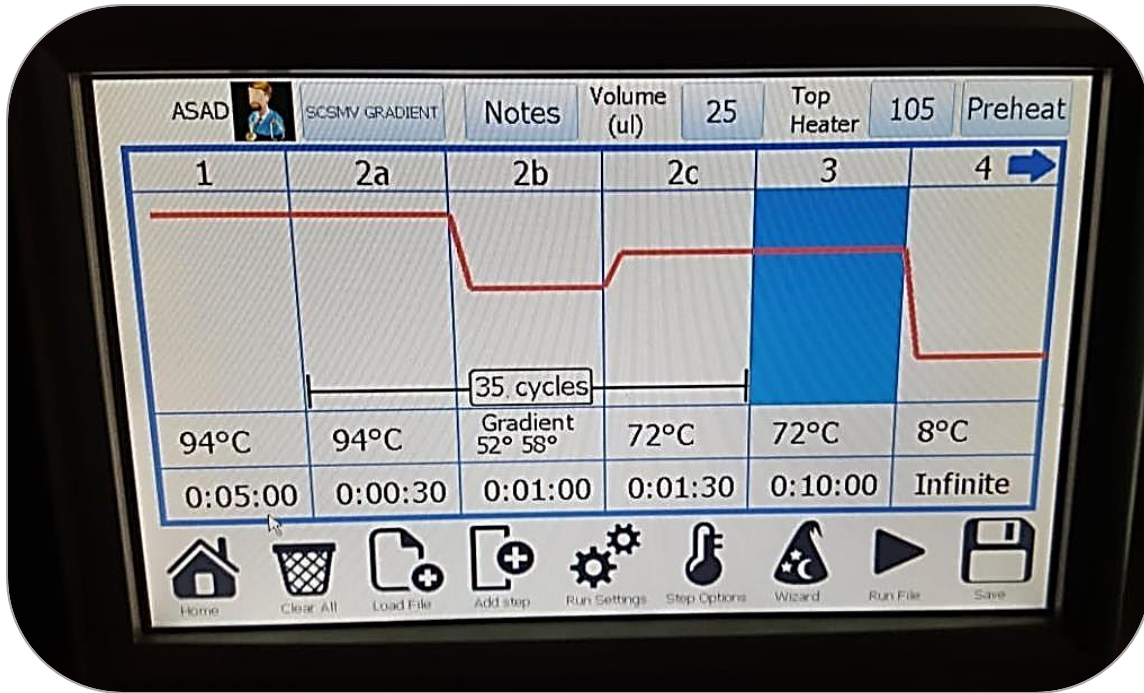 ASAD SCSMV GRADIENT Notes Volume (ul) 25 Top Heater 105 Preheat
1 2a 2b 2c 3 4
35 cycles
94°C 94°C Gradient 52° 58° 72°C 72°C 8°C
0:05:00 0:00:30 0:01:00 0:01:30 0:10:00 Infinite
Home Clear All Load File Add step Run Settings Step Options Wizard Run File Save